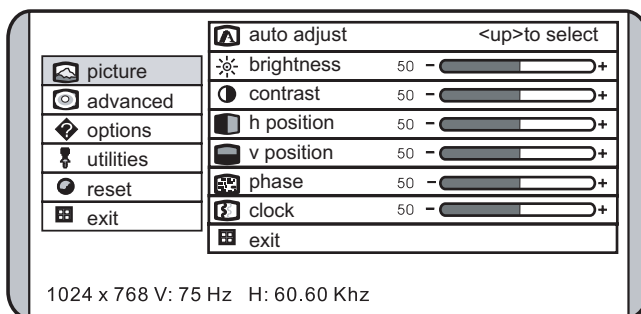 auto adjust <up>to select
picture
brightness 50 - +
advanced
contrast 50 - +
options
h position 50 - +
utilities
v position 50 - +
reset
phase 50 - +
exit
clock 50 - +
exit
1024 x 768 V: 75 Hz H: 60.60 Khz